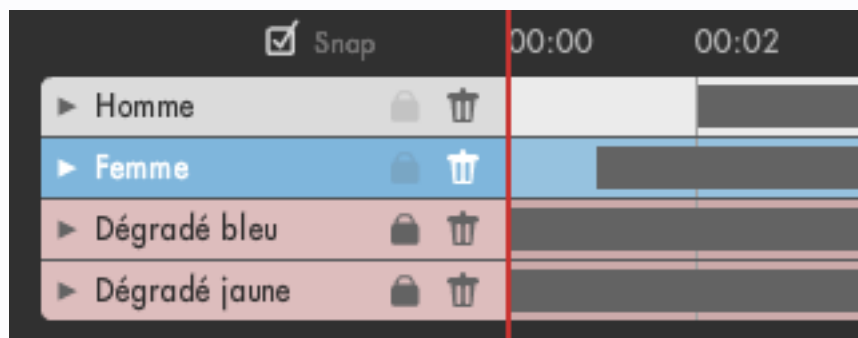 Snap 00:00 00:02
Homme
Femme
Dégradé bleu
Dégradé jaune